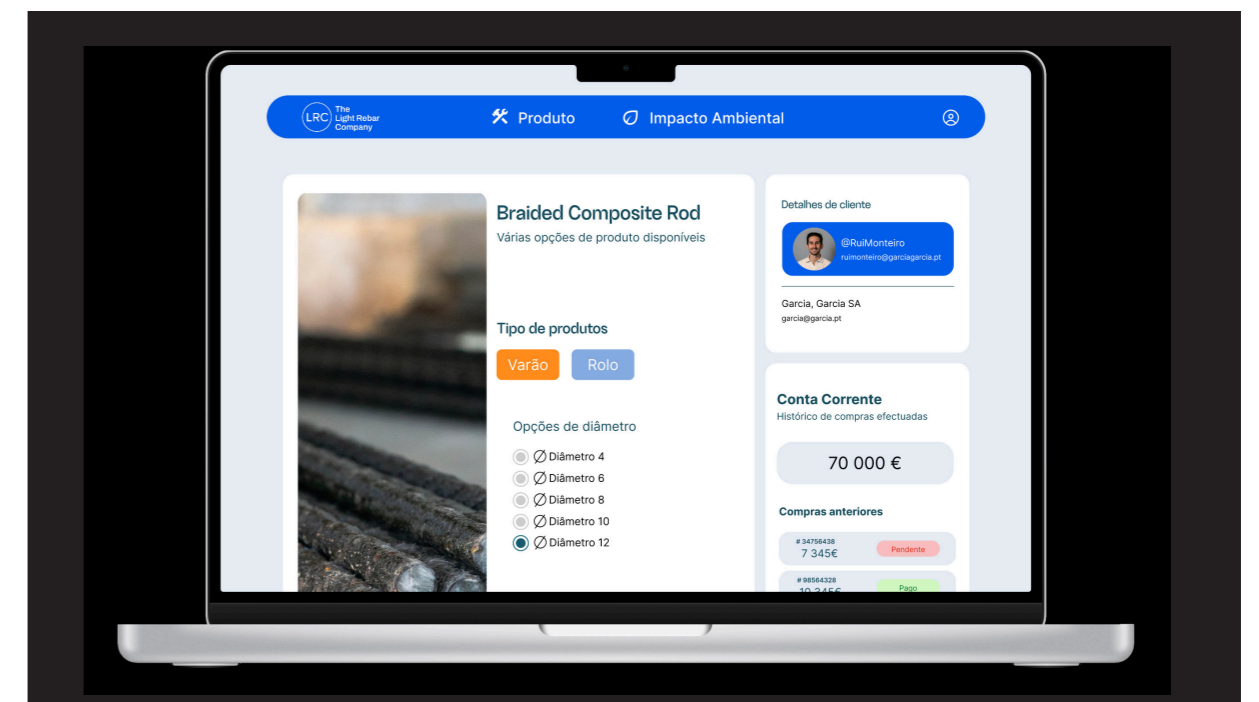 LRC
The
Light Rebar
Company
Produto
Impacto Ambiental
Braided Composite Rod
Várias opções de produto disponíveis
Tipo de produtos
Varão
Rolo
Opções de diâmetro
Diâmetro 4
Diâmetro 6
Diâmetro 8
Diâmetro 10
Diâmetro 12
Detalhes de cliente
@RuiMonteiro
ruimonteiro@garciagarcia.pt
Garcia, Garcia SA
garcia@garcia.pt
Conta Corrente
Histórico de compras efectuadas
70 000 €
Compras anteriores
# 34756438
7 345€
Pendente
# 98564328
10 345€
Pago